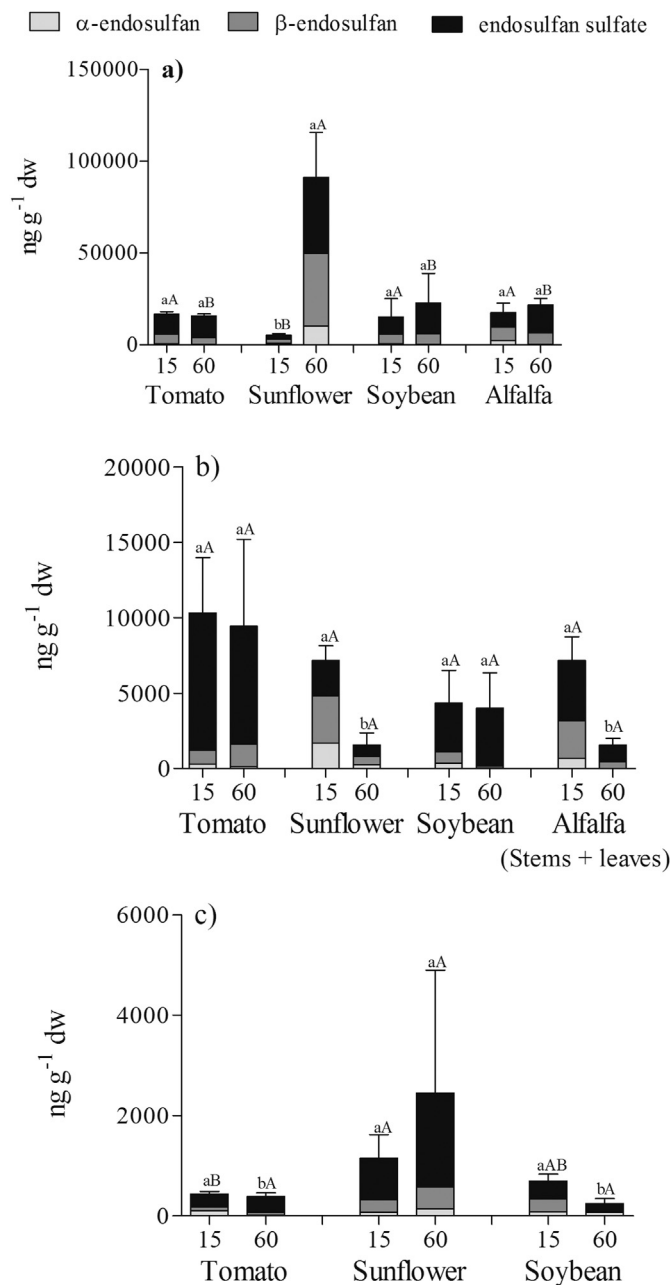 α-endosulfan β-endosulfan endosulfan sulfate
a)
150000
100000
50000
0
ng g⁻¹ dw
aA aB bB aA aA aB aA aB
15 60 15 60 15 60 15 60
Tomato Sunflower Soybean Alfalfa
b)
20000
15000
10000
5000
0
ng g⁻¹ dw
aA aA aA bA aA aA aA bA
15 60 15 60 15 60 15 60
Tomato Sunflower Soybean Alfalfa
(Stems + leaves)
c)
6000
4000
2000
0
ng g⁻¹ dw
aB bA aA aA aAB bA
15 60 15 60 15 60
Tomato Sunflower Soybean